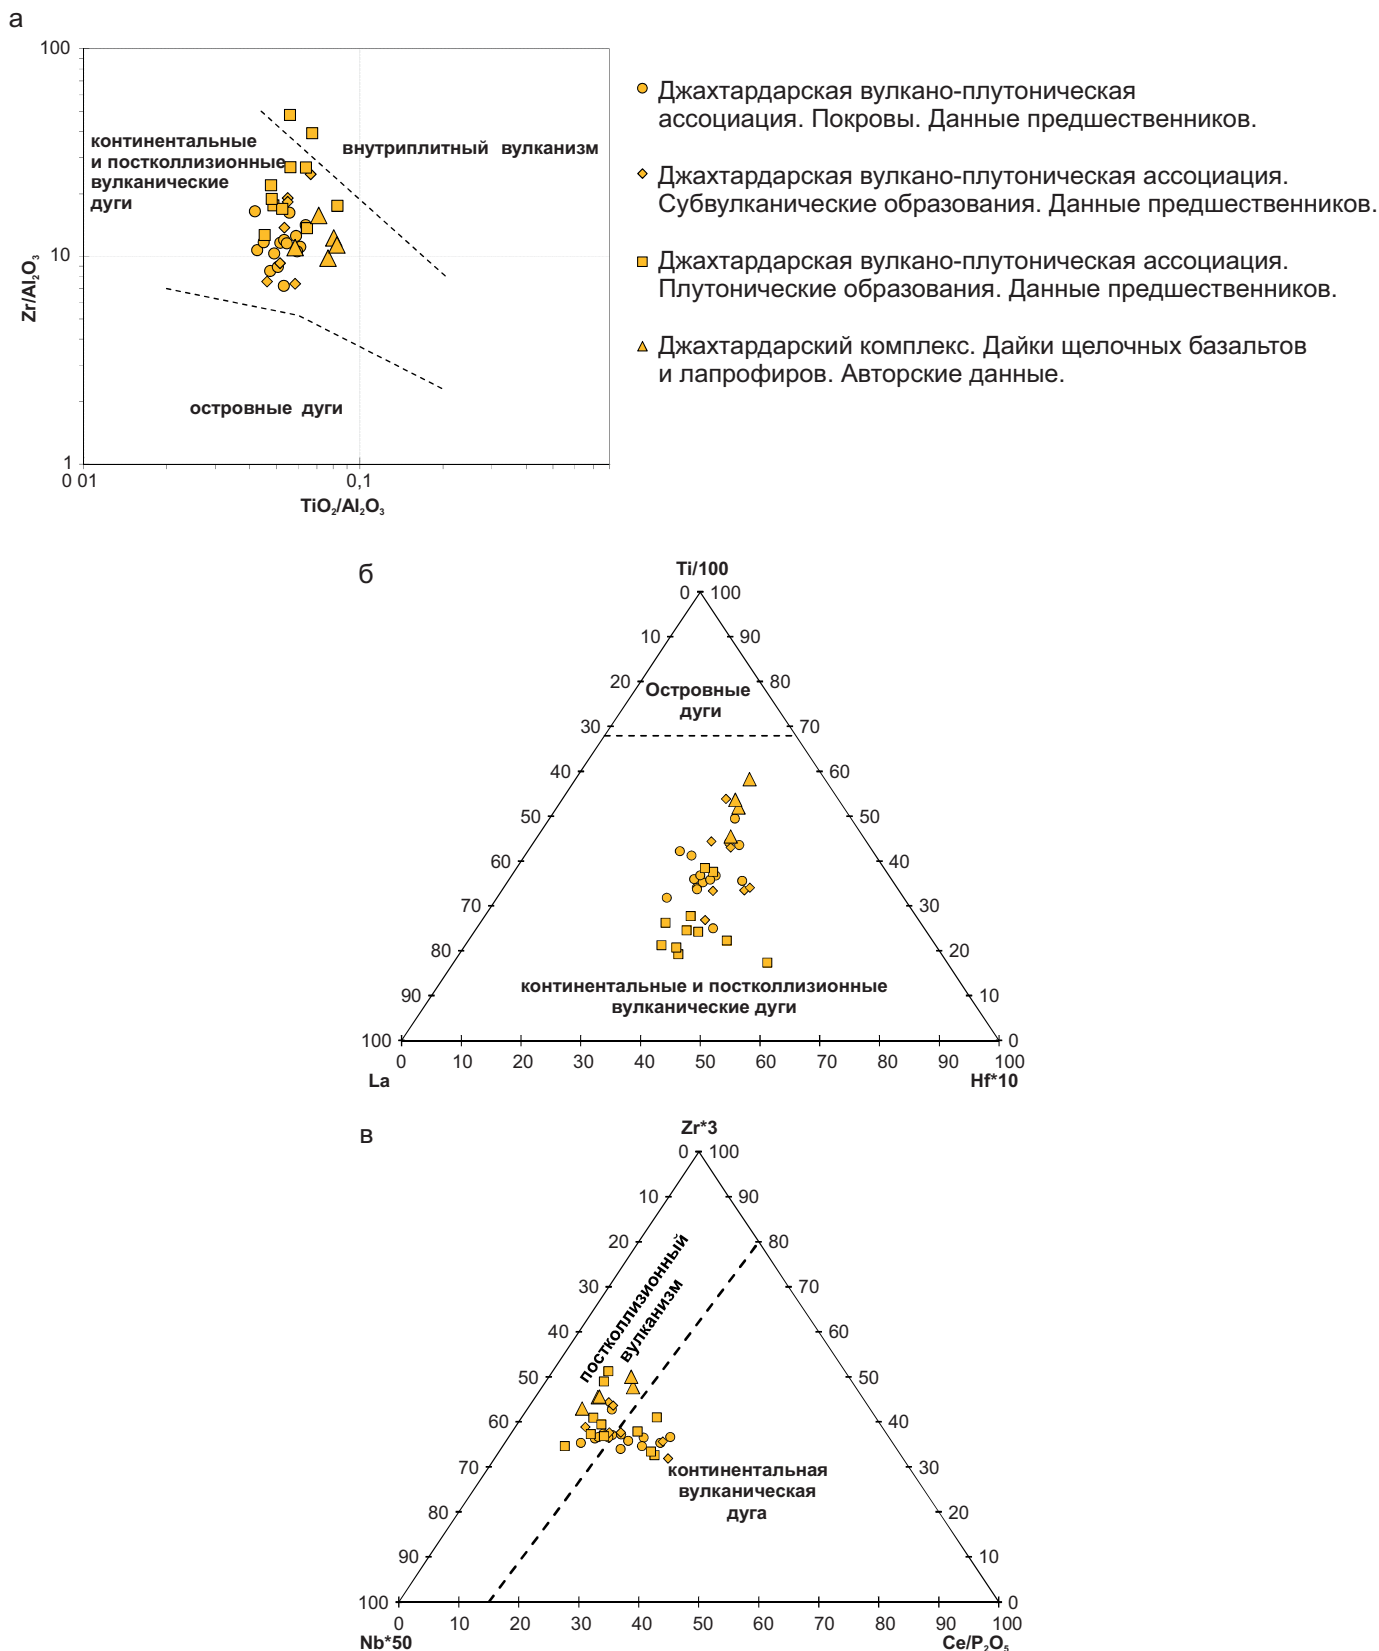 а
100
10
1
0 01
0,1
Zr/Al₂O₃
TiO₂/Al₂O₃
континентальные
и постколлизионные
вулканические
дуги
внутриплитный вулканизм
островные дуги
Джахтардарская вулкано-плутоническая
ассоциация. Покровы. Данные предшественников.
Джахтардарская вулкано-плутоническая ассоциация.
Субвулканические образования. Данные предшественников.
Джахтардарская вулкано-плутоническая ассоциация.
Плутонические образования. Данные предшественников.
Джахтардарский комплекс. Дайки щелочных базальтов
и лапрофиров. Авторские данные.
б
Ti/100
0 100
10 90
20 80
Островные
дуги
30 70
40 60
50 50
60 40
70 30
80 20
континентальные и постколлизионные
вулканические дуги
90 10
100 0
0 10 20 30 40 50 60 70 80 90 100
La Hf*10
в
Zr*3
0 100
10 90
20 80
постколлизионный
вулканизм
30 70
40 60
50 50
60 40
70 30
континентальная
вулканическая
дуга
80 20
90 10
100 0
0 10 20 30 40 50 60 70 80 90 100
Nb*50 Ce/P₂O₅